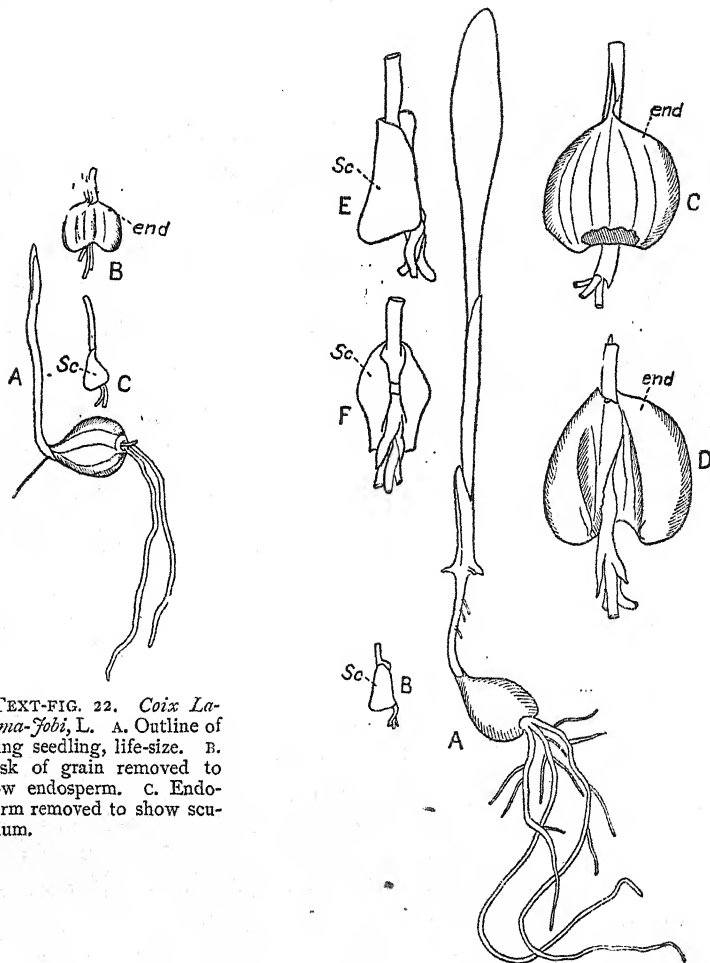 E
Sc
C
end
B
end
A
Sc
C
F
Sc
D
end
Sc
B
A
TEXT-FIG. 22. Coix La-
ma-Jobi, L. A. Outline of
ng seedling, life-size. B.
sk of grain removed to
w endosperm. C. Endo-
rm removed to show scu-
lum.